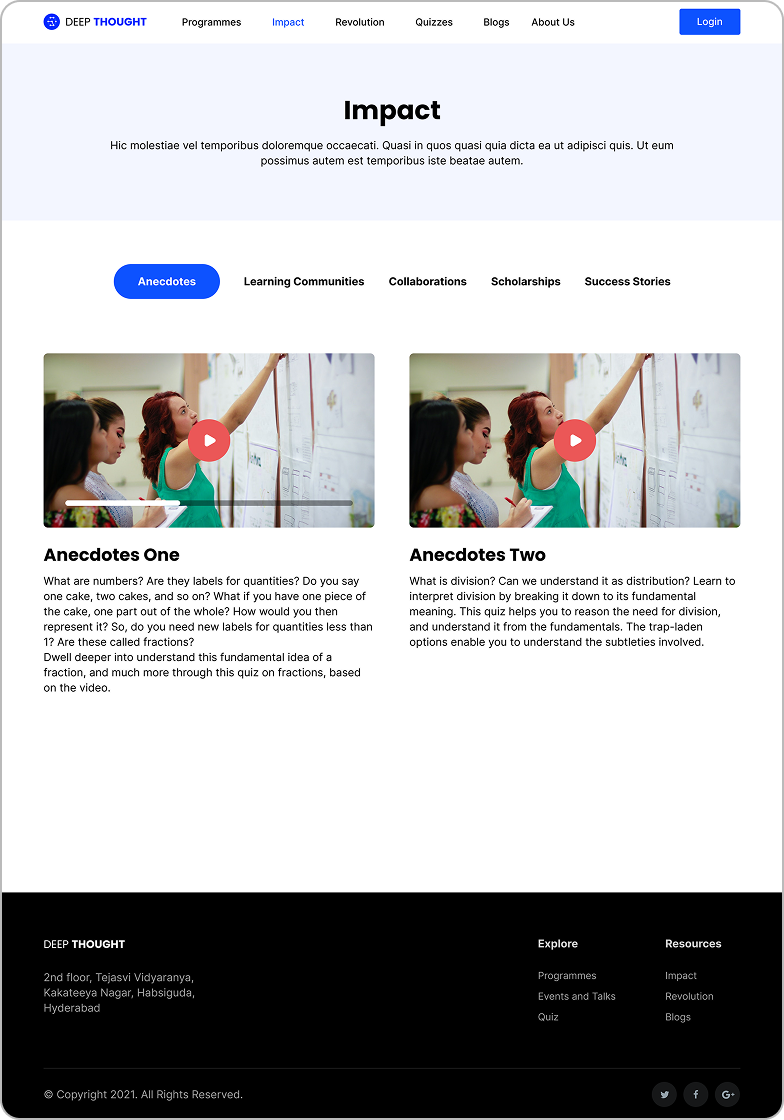 DEEP THOUGHT
Programmes
Impact
Revolution
Quizzes
Blogs
About Us
Login
Impact
Hic molestiae vel temporibus doloremque occaecati. Quasi in quos quasi quia dicta ea ut adipisci quis. Ut eum
possimus autem est temporibus iste beatae autem.
Anecdotes
Learning Communities
Collaborations
Scholarships
Success Stories
Anecdotes One
What are numbers? Are they labels for quantities? Do you say
one cake, two cakes, and so on? What if you have one piece of
the cake, one part out of the whole? How would you then
represent it? So, do you need new labels for quantities less than
1? Are these called fractions?
Dwell deeper into understand this fundamental idea of a
fraction, and much more through this quiz on fractions, based
on the video.
Anecdotes Two
What is division? Can we understand it as distribution? Learn to
interpret division by breaking it down to its fundamental
meaning. This quiz helps you to reason the need for division,
and understand it from the fundamentals. The trap-laden
options enable you to understand the subtleties involved.
DEEP THOUGHT
2nd floor, Tejasvi Vidyaranya,
Kakateeya Nagar, Habsiguda,
Hyderabad
Explore
Programmes
Events and Talks
Quiz
Resources
Impact
Revolution
Blogs
© Copyright 2021. All Rights Reserved.